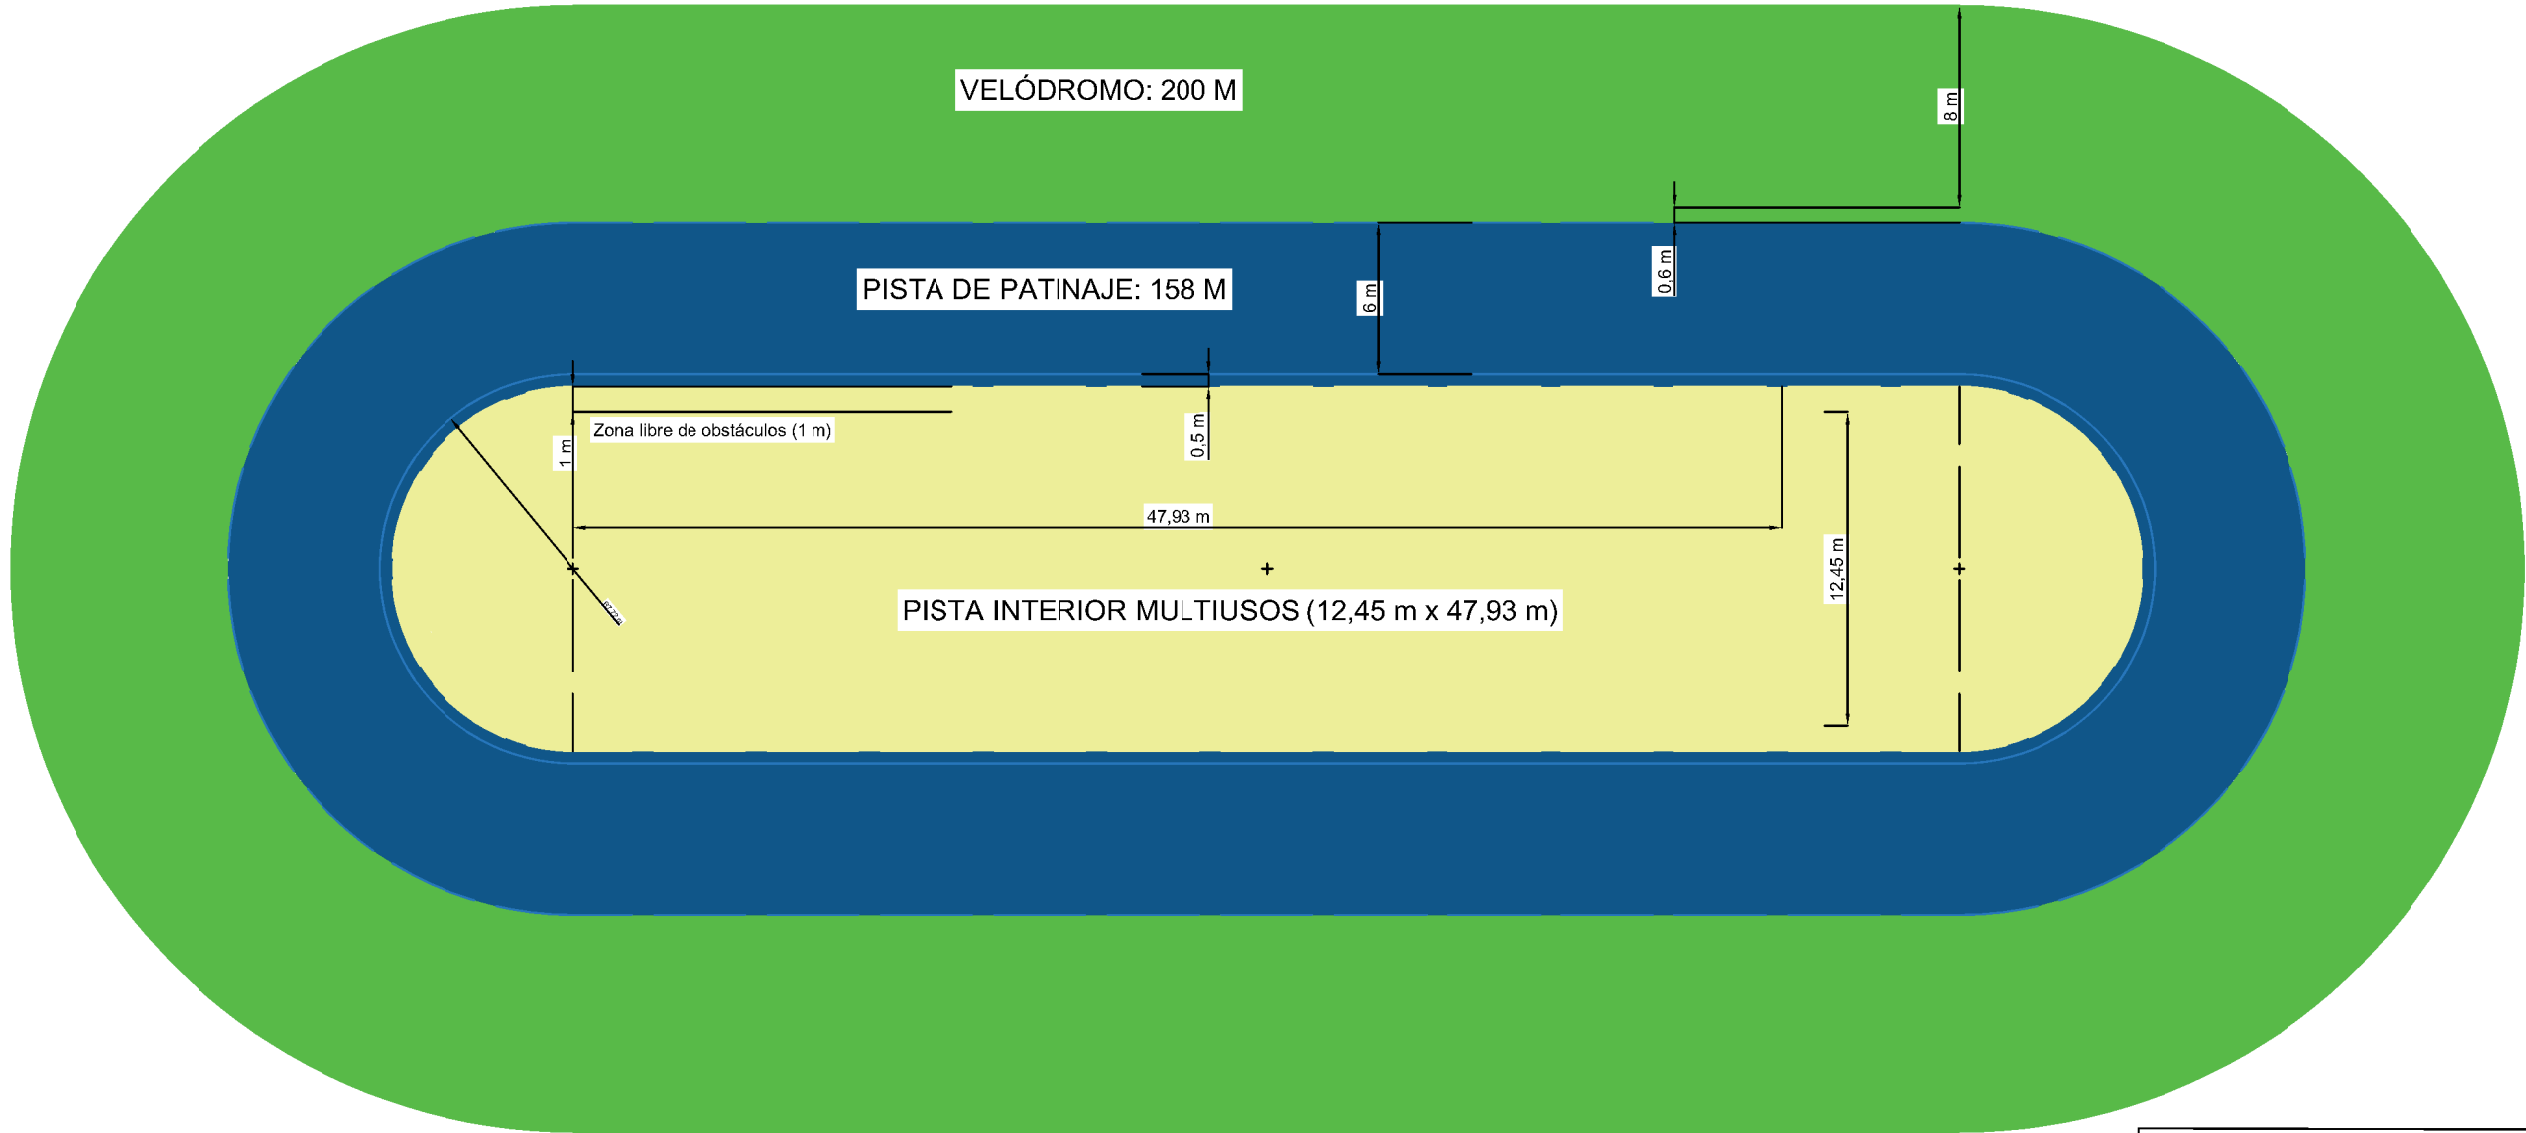 VELÓDROMO: 200 M
8 m
0,6 m
PISTA DE PATINAJE: 158 M
6 m
Zona libre de obstáculos (1 m)
1 m
0,5 m
47,93 m
12,45 m
PISTA INTERIOR MULTIUSOS (12,45 m x 47,93 m)